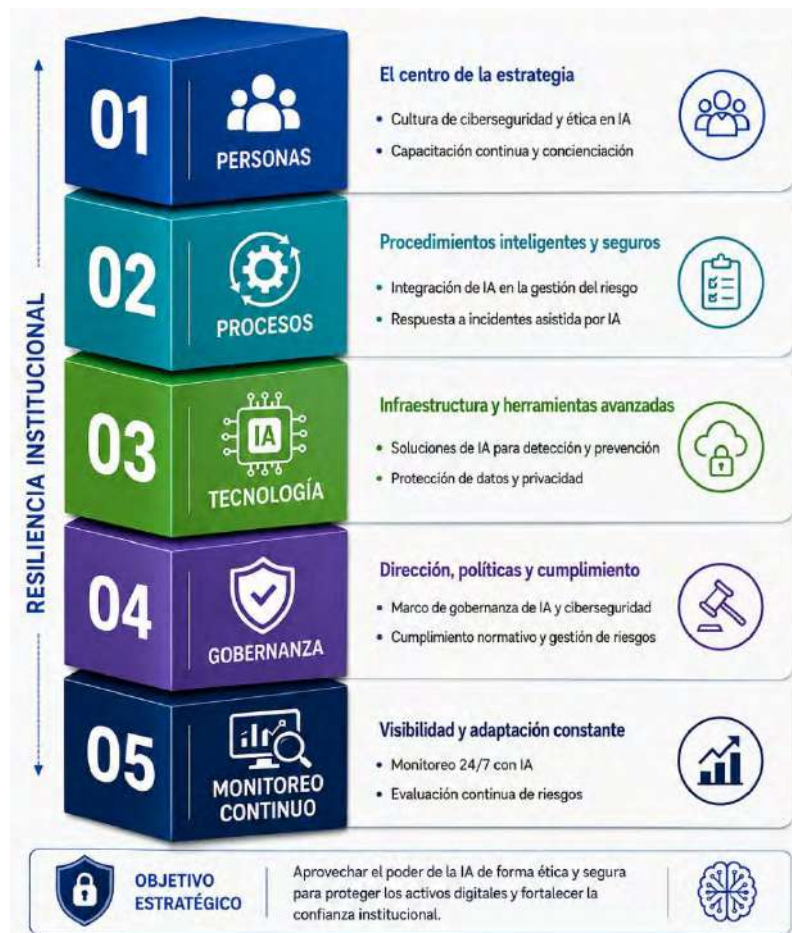 RESILIENCIA INSTITUCIONAL
01
PERSONAS
El centro de la estrategia
• Cultura de ciberseguridad y ética en IA
• Capacitación continua y concienciación
02
PROCESOS
Procedimientos inteligentes y seguros
• Integración de IA en la gestión del riesgo
• Respuesta a incidentes asistida por IA
03
IA
TECNOLOGÍA
Infraestructura y herramientas avanzadas
• Soluciones de IA para detección y prevención
• Protección de datos y privacidad
04
GOBERNANZA
Dirección, políticas y cumplimiento
• Marco de gobernanza de IA y ciberseguridad
• Cumplimiento normativo y gestión de riesgos
05
MONITOREO
CONTINUO
Visibilidad y adaptación constante
• Monitoreo 24/7 con IA
• Evaluación continua de riesgos
OBJETIVO
ESTRATÉGICO
Aprovechar el poder de la IA de forma ética y segura
para proteger los activos digitales y fortalecer la
confianza institucional.